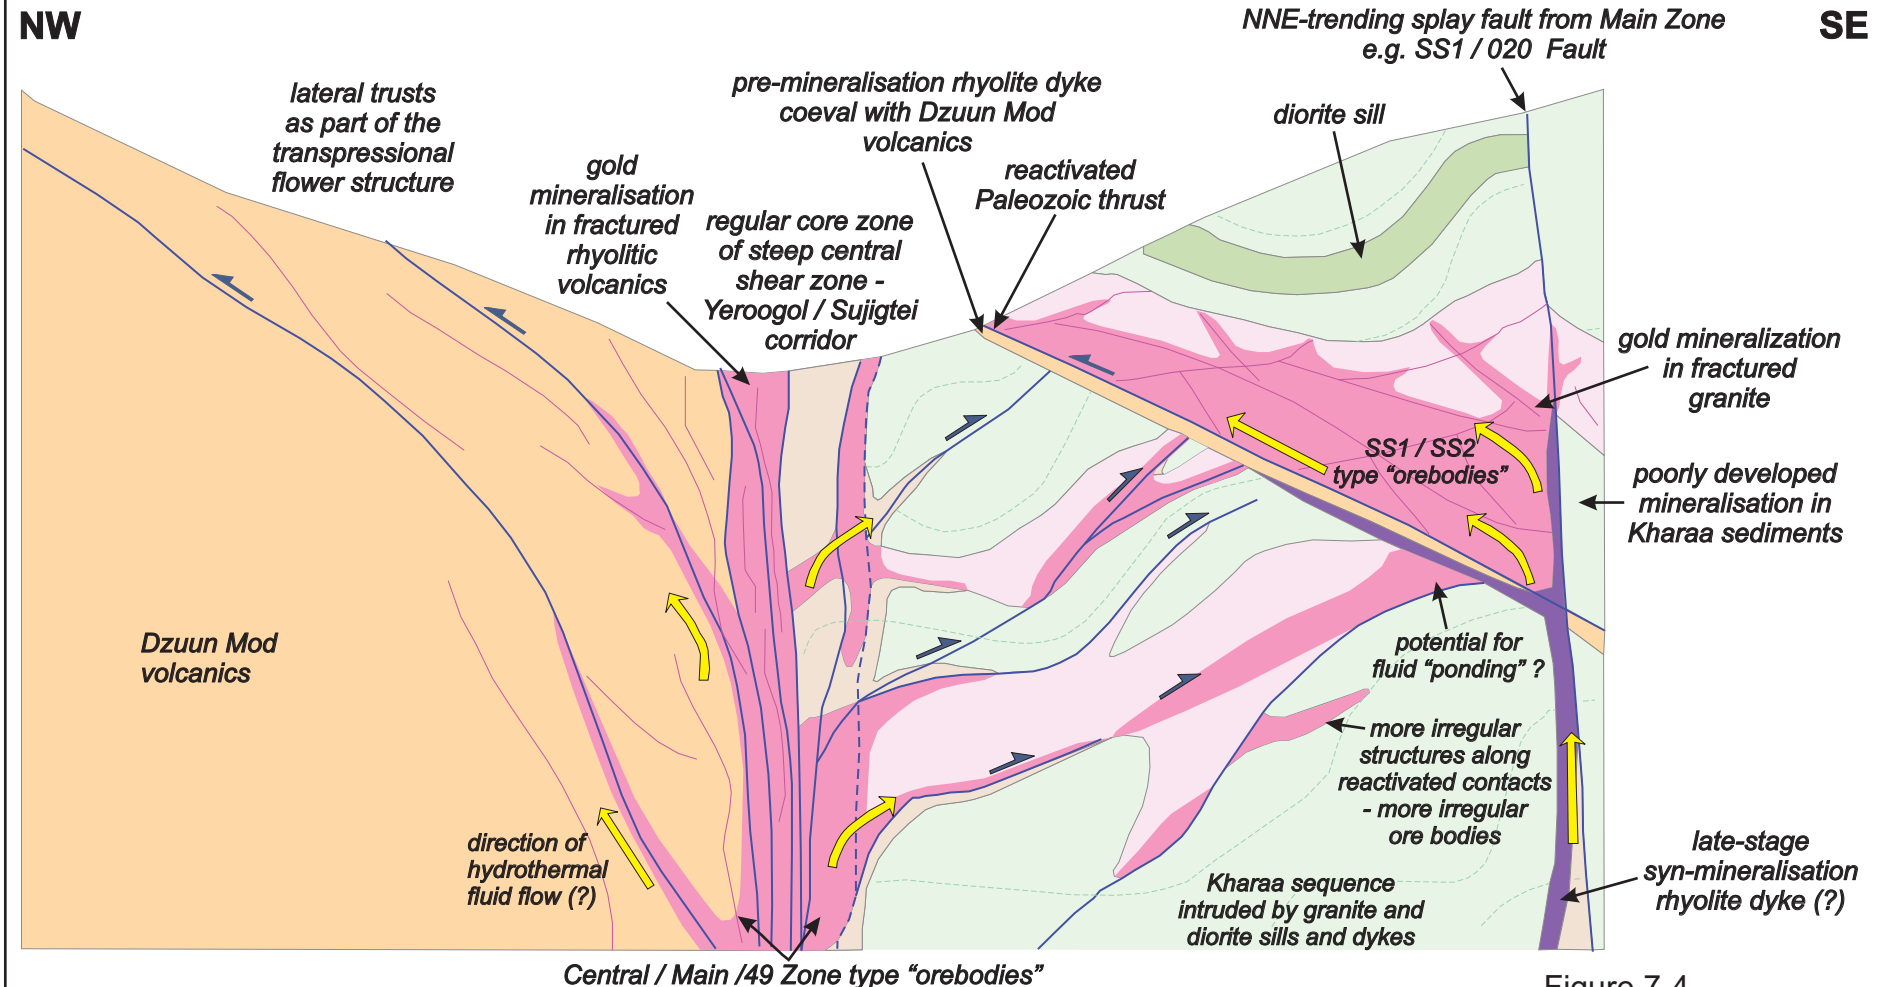 NW
SE
NNE-trending splay fault from Main Zone
e.g. SS1 / 020 Fault
lateral trusts
as part of the
transpressional
flower structure
pre-mineralisation rhyolite dyke
coeval with Dzuun Mod
volcanics
diorite sill
gold
mineralisation
in fractured
rhyolitic
volcanics
reactivated
Paleozoic thrust
regular core zone
of steep central
shear zone -
Yeroogol / Sujigtei
corridor
gold mineralization
in fractured
granite
SS1 / SS2
type “orebodies”
poorly developed
mineralisation in
Kharaa sediments
Dzuun Mod
volcanics
potential for
fluid “ponding” ?
more irregular
structures along
reactivated contacts
- more irregular
ore bodies
direction of
hydrothermal
fluid flow (?)
late-stage
syn-mineralisation
rhyolite dyke (?)
Kharaa sequence
intruded by granite and
diorite sills and dykes
Central / Main /49 Zone type “orebodies”
Figure 7-4